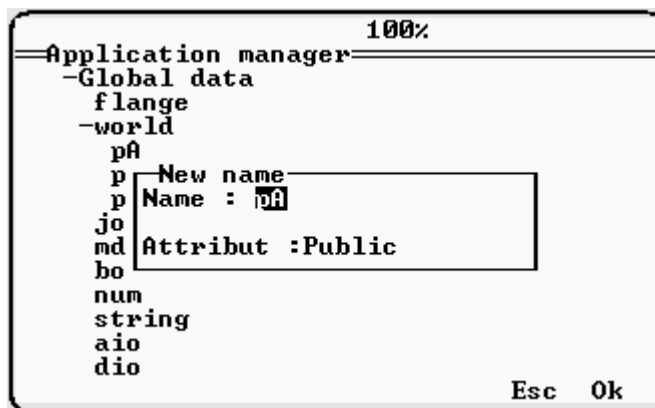 100%
Application manager
-Global data
flange
-world
pA
p
New name
p
Name : pA
jo
md
Attribut :Public
bo
num
string
aio
dio
Esc Ok